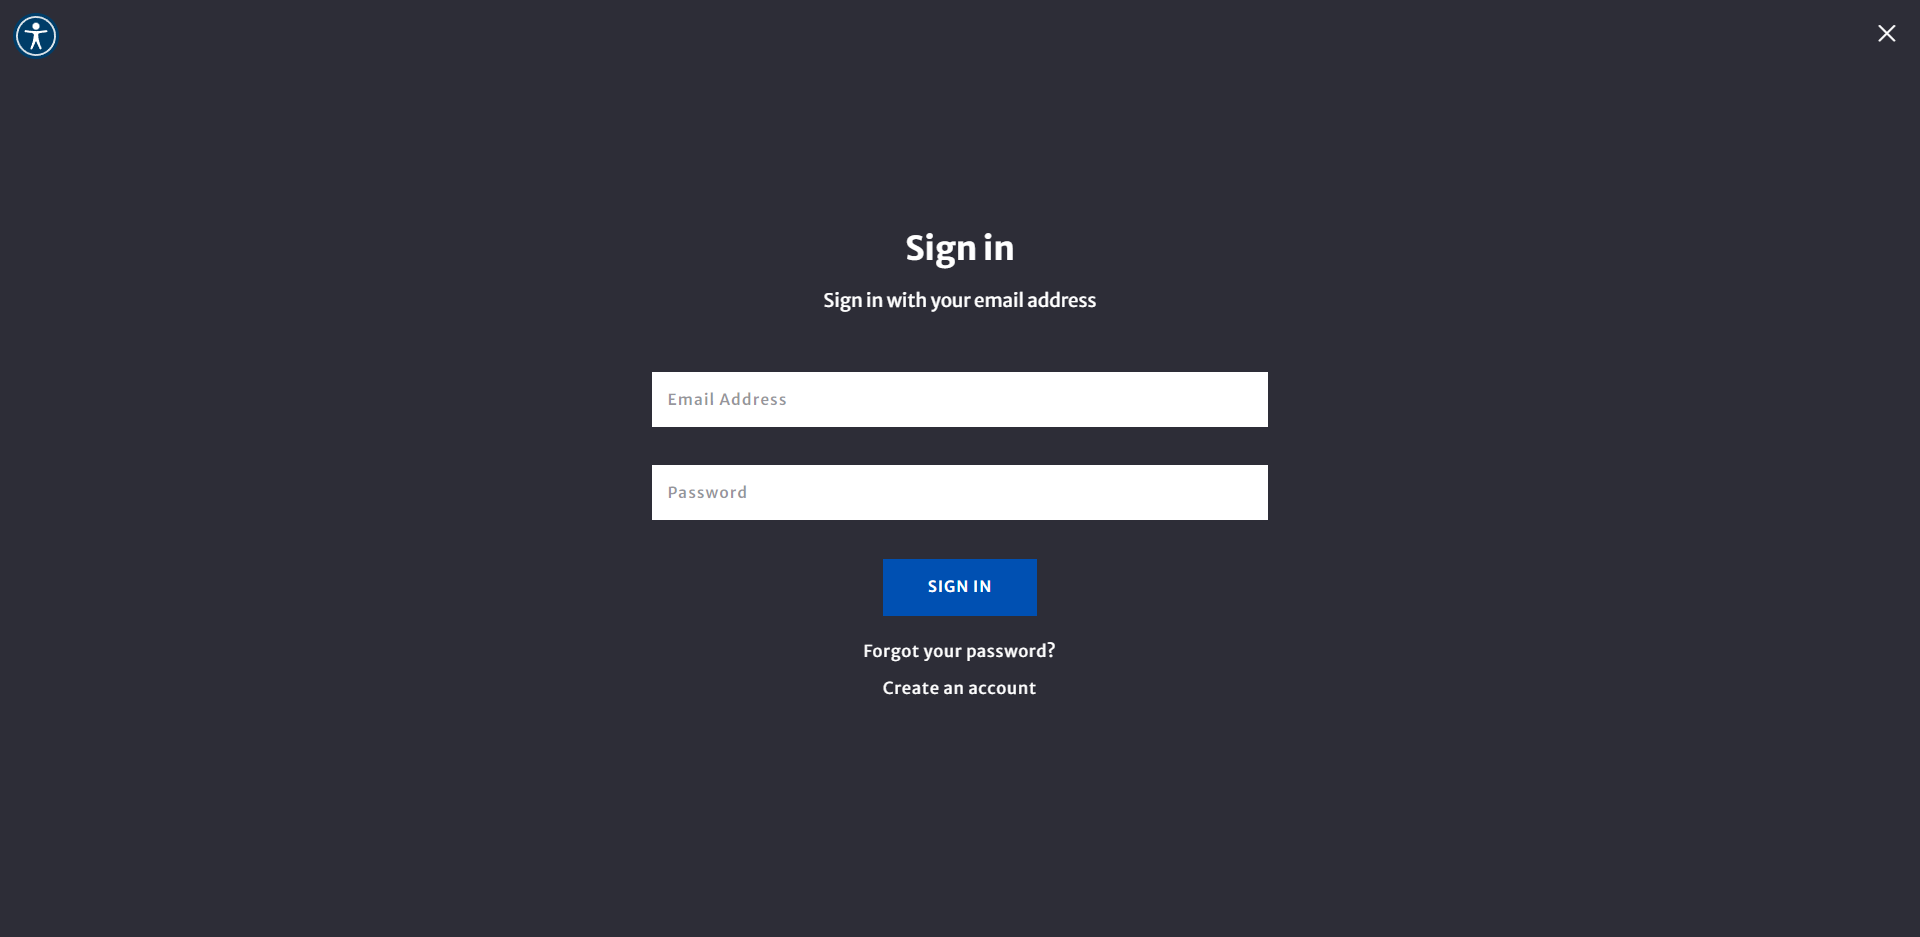 Sign in
Sign in with your email address
Email Address
Password
SIGN IN
Forgot your password?
Create an account